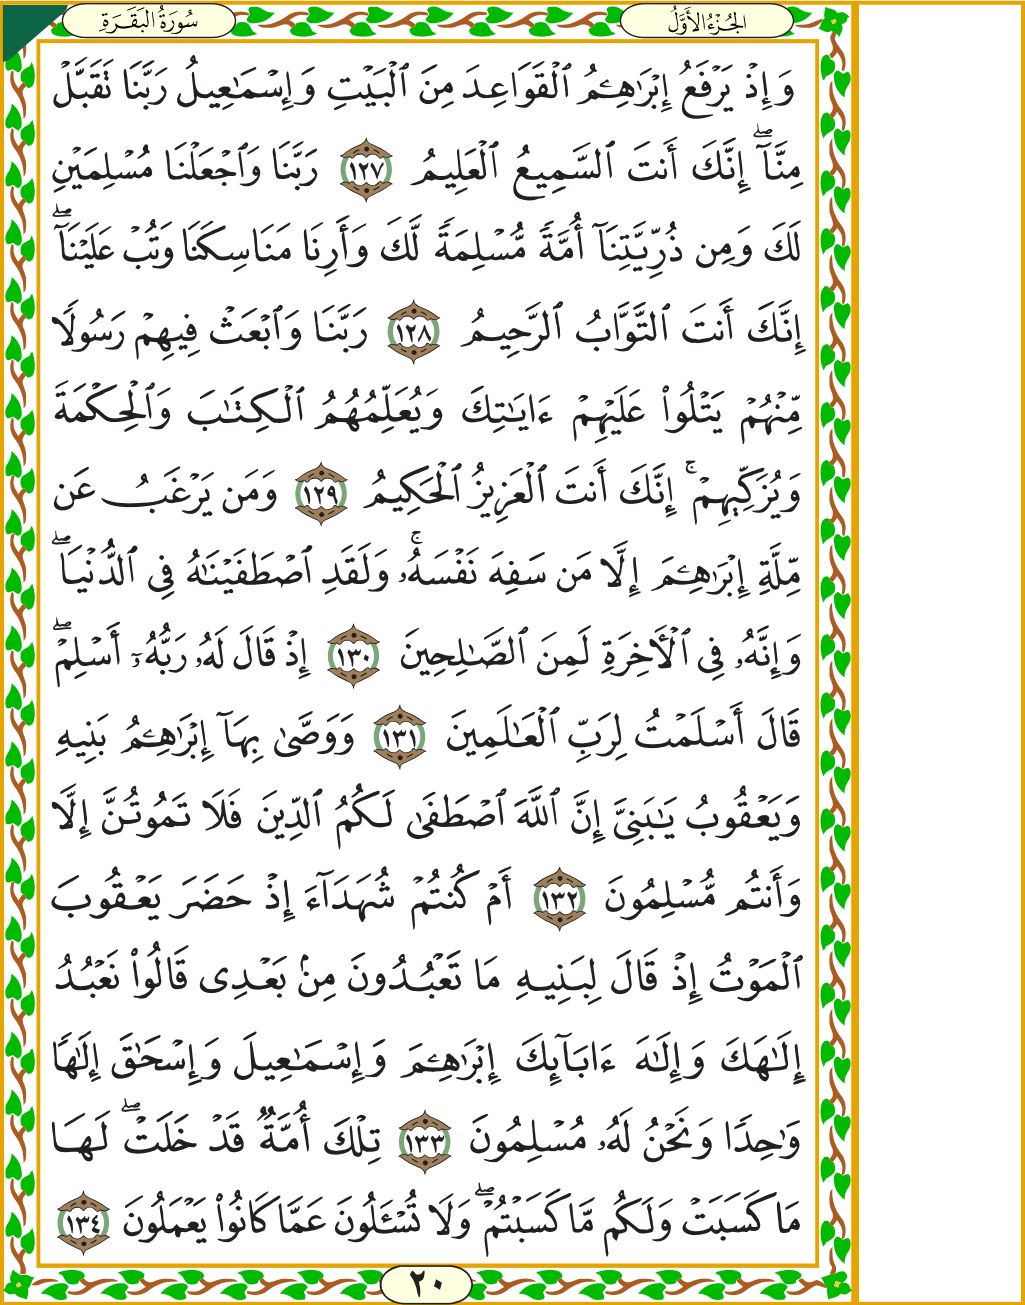 الجُزْءُ الأَوَّلُ
سُورَةُ البَقَرَةِ
وَإِذْ يَرْفَعُ إِبْرَٰهِـۧمُ ٱلْقَوَاعِدَ مِنَ ٱلْبَيْتِ وَإِسْمَٰعِيلُ رَبَّنَا تَقَبَّلْ
مِنَّآ ۖ إِنَّكَ أَنتَ ٱلسَّمِيعُ ٱلْعَلِيمُ ١٢٧ رَبَّنَا وَٱجْعَلْنَا مُسْلِمَيْنِ
لَكَ وَمِن ذُرِّيَّتِنَآ أُمَّةً مُّسْلِمَةً لَّكَ وَأَرِنَا مَنَاسِكَنَا وَتُبْ عَلَيْنَآ ۖ
إِنَّكَ أَنتَ ٱلتَّوَّابُ ٱلرَّحِيمُ ١٢٨ رَبَّنَا وَٱبْعَثْ فِيهِمْ رَسُولًا
مِّنْهُمْ يَتْلُوا۟ عَلَيْهِمْ ءَايَٰتِكَ وَيُعَلِّمُهُمُ ٱلْكِتَٰبَ وَٱلْحِكْمَةَ
وَيُزَكِّيهِمْ ۚ إِنَّكَ أَنتَ ٱلْعَزِيزُ ٱلْحَكِيمُ ١٢٩ وَمَن يَرْغَبُ عَن
مِّلَّةِ إِبْرَٰهِـۧمَ إِلَّا مَن سَفِهَ نَفْسَهُۥ ۚ وَلَقَدِ ٱصْطَفَيْنَٰهُ فِى ٱلدُّنْيَا ۖ
وَإِنَّهُۥ فِى ٱلْأَخِرَةِ لَمِنَ ٱلصَّٰلِحِينَ ١٣٠ إِذْ قَالَ لَهُۥ رَبُّهُۥٓ أَسْلِمْ ۖ
قَالَ أَسْلَمْتُ لِرَبِّ ٱلْعَٰلَمِينَ ١٣١ وَوَصَّىٰ بِهَآ إِبْرَٰهِـۧمُ بَنِيهِ
وَيَعْقُوبُ يَٰبَنِىَّ إِنَّ ٱللَّهَ ٱصْطَفَىٰ لَكُمُ ٱلدِّينَ فَلَا تَمُوتُنَّ إِلَّا
وَأَنتُم مُّسْلِمُونَ ١٣٢ أَمْ كُنتُمْ شُهَدَآءَ إِذْ حَضَرَ يَعْقُوبَ
ٱلْمَوْتُ إِذْ قَالَ لِبَنِيهِ مَا تَعْبُدُونَ مِنۢ بَعْدِى قَالُوا۟ نَعْبُدُ
إِلَٰهَكَ وَإِلَٰهَ ءَابَآئِكَ إِبْرَٰهِـۧمَ وَإِسْمَٰعِيلَ وَإِسْحَٰقَ إِلَٰهًا
وَٰحِدًا وَنَحْنُ لَهُۥ مُسْلِمُونَ ١٣٣ تِلْكَ أُمَّةٌ قَدْ خَلَتْ ۖ لَهَا
مَا كَسَبَتْ وَلَكُم مَّا كَسَبْتُمْ ۖ وَلَا تُسْـَٔلُونَ عَمَّا كَانُوا۟ يَعْمَلُونَ ١٣٤
٢٠